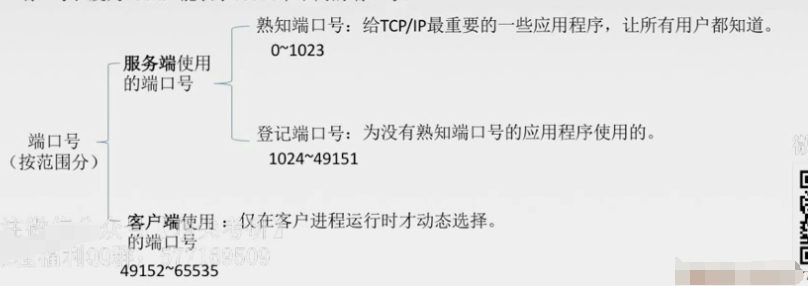 熟知端口号：给TCP/IP最重要的一些应用程序，让所有用户都知道。
0~1023
服务端使用
的端口号
登记端口号：为没有熟知端口号的应用程序使用的。
1024~49151
端口号
（按范围分）
客户端使用：仅在客户进程运行时才动态选择。
的端口号
49152~65535